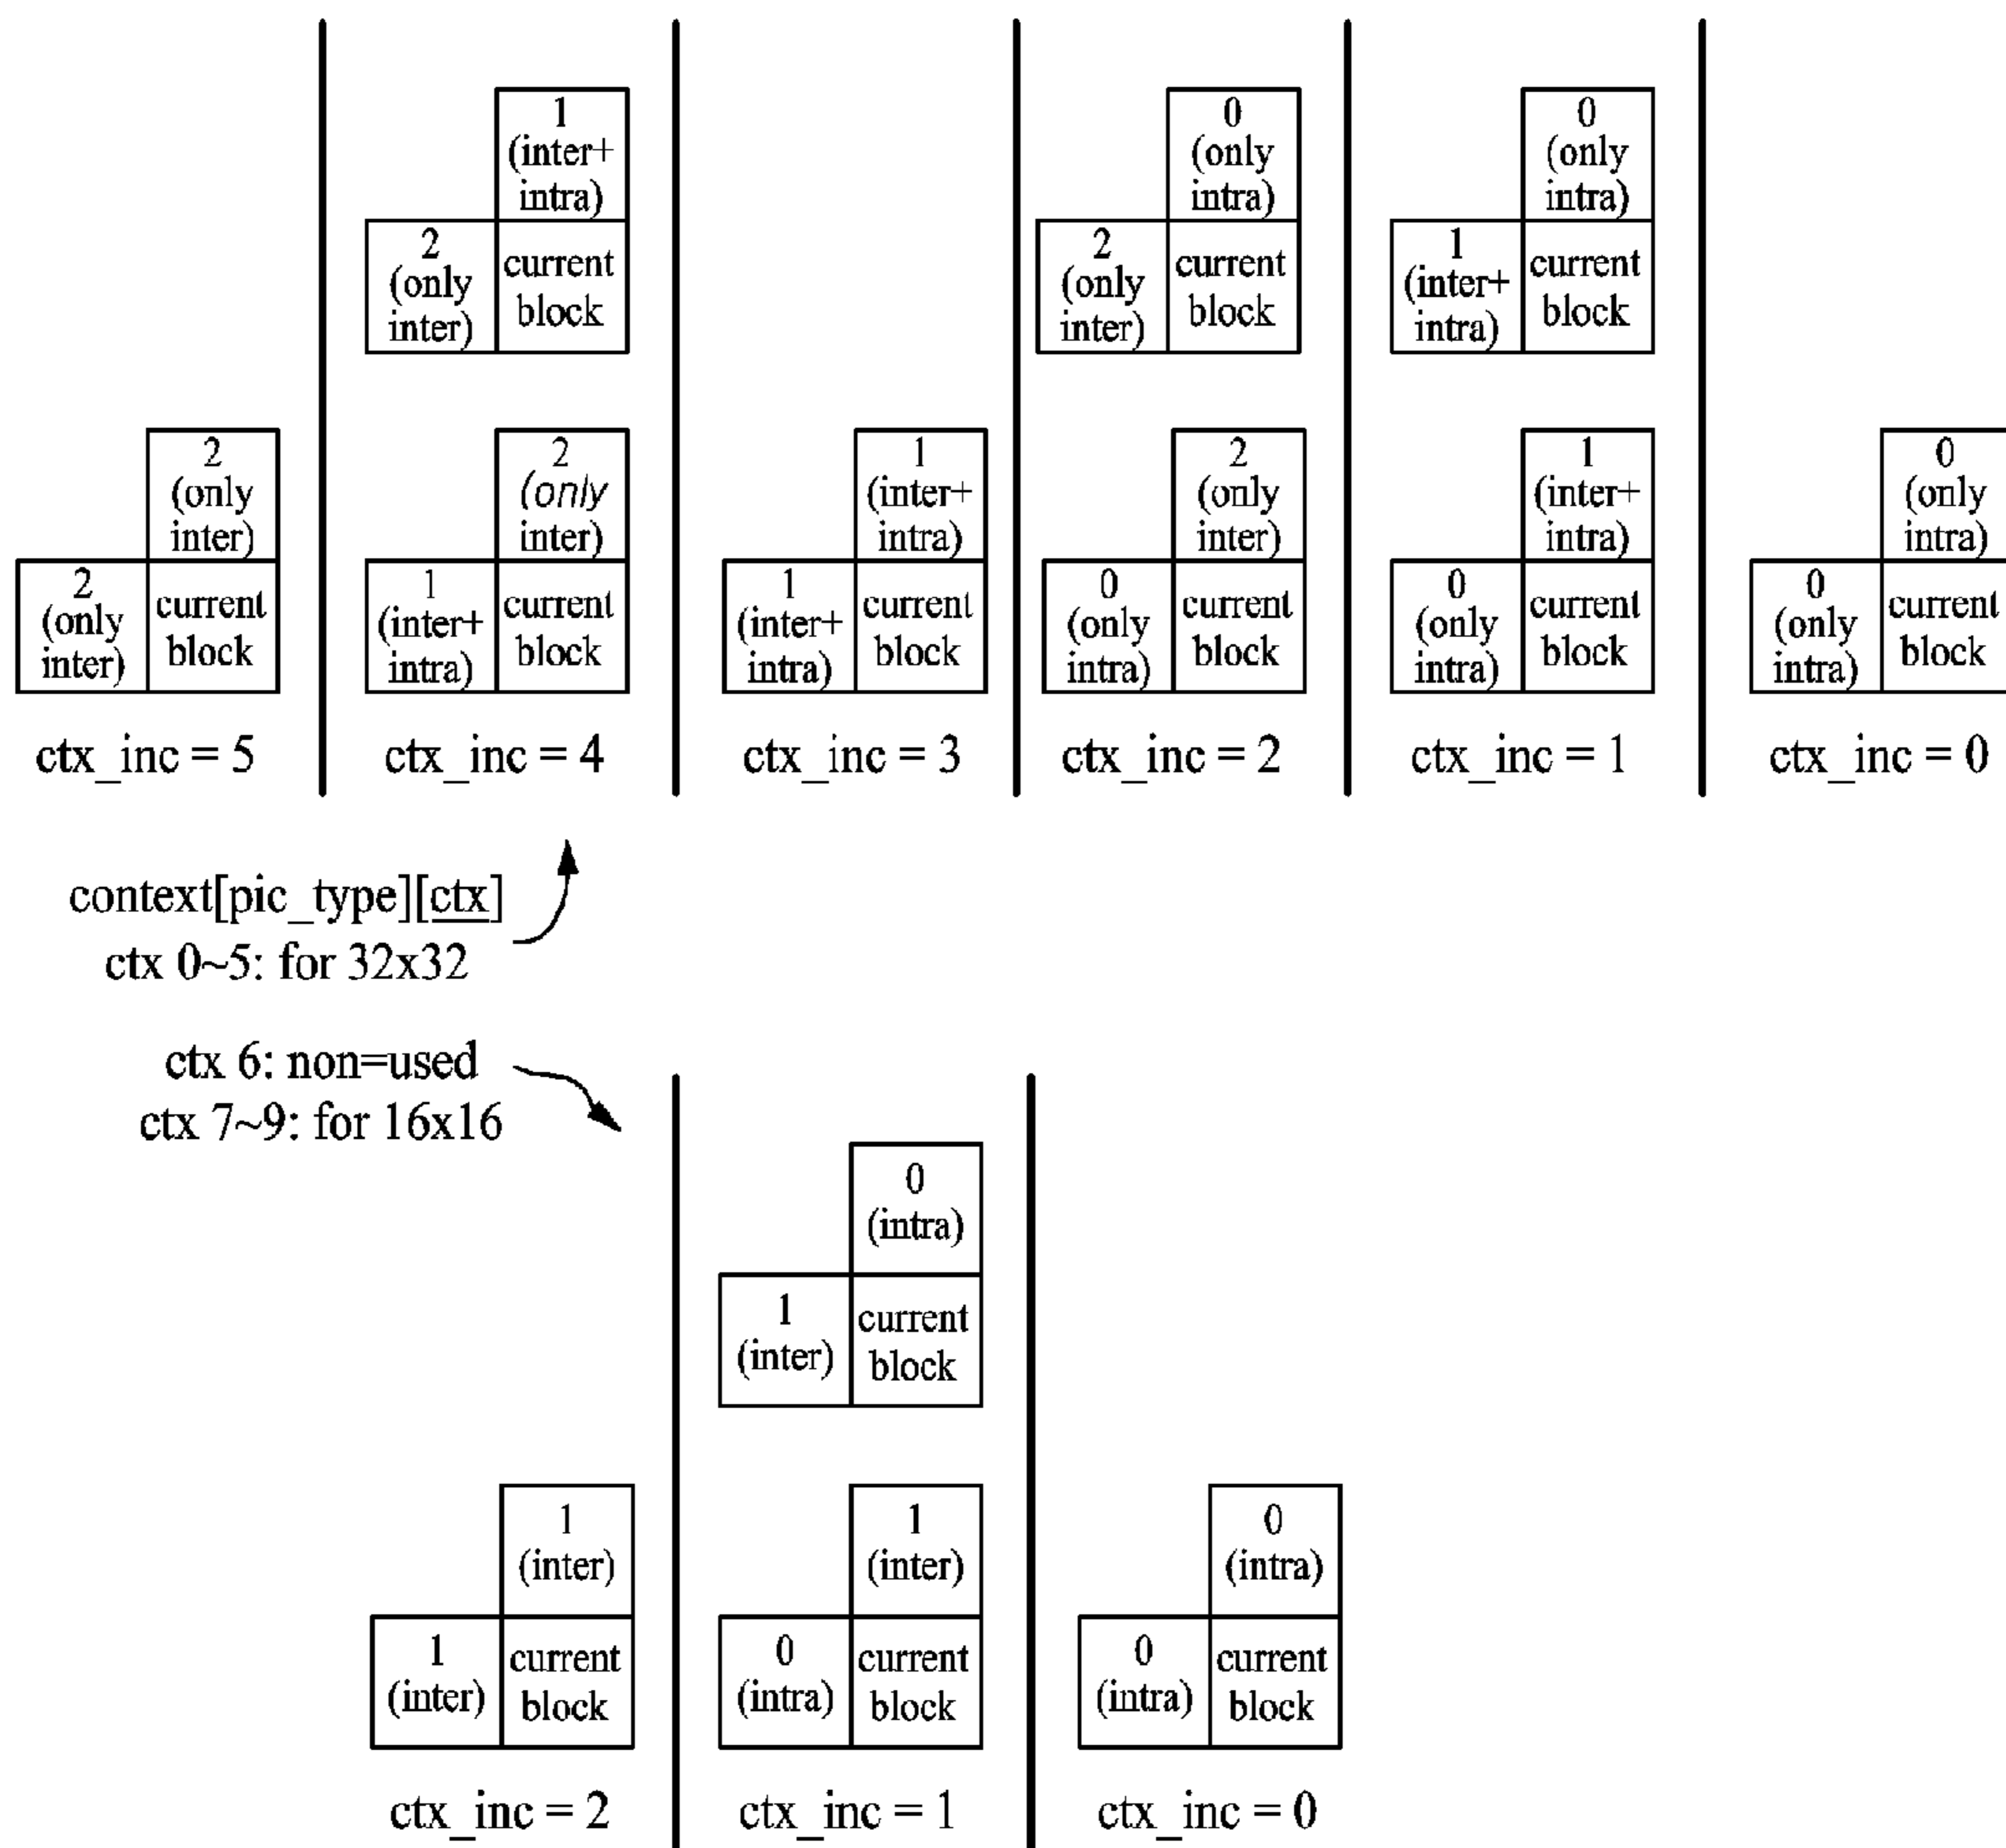 1
(inter+
intra)
2
(only
inter)
current
block
0
(only
intra)
2
(only
inter)
current
block
0
(only
intra)
1
(inter+
intra)
current
block
2
(only
inter)
2
(only
inter)
current
block
2
(only
inter)
1
(inter+
intra)
current
block
1
(inter+
intra)
1
(inter+
intra)
current
block
2
(only
inter)
0
(only
intra)
current
block
1
(inter+
intra)
0
(only
intra)
current
block
0
(only
intra)
0
(only
intra)
current
block
ctx_inc = 5
ctx_inc = 4
ctx_inc = 3
ctx_inc = 2
ctx_inc = 1
ctx_inc = 0
context[pic_type][ctx]
ctx 0~5: for 32x32
ctx 6: non=used
ctx 7~9: for 16x16
0
(intra)
1
(inter)
current
block
1
(inter)
1
(inter)
current
block
1
(inter)
0
(intra)
current
block
0
(intra)
0
(intra)
current
block
ctx_inc = 2
ctx_inc = 1
ctx_inc = 0